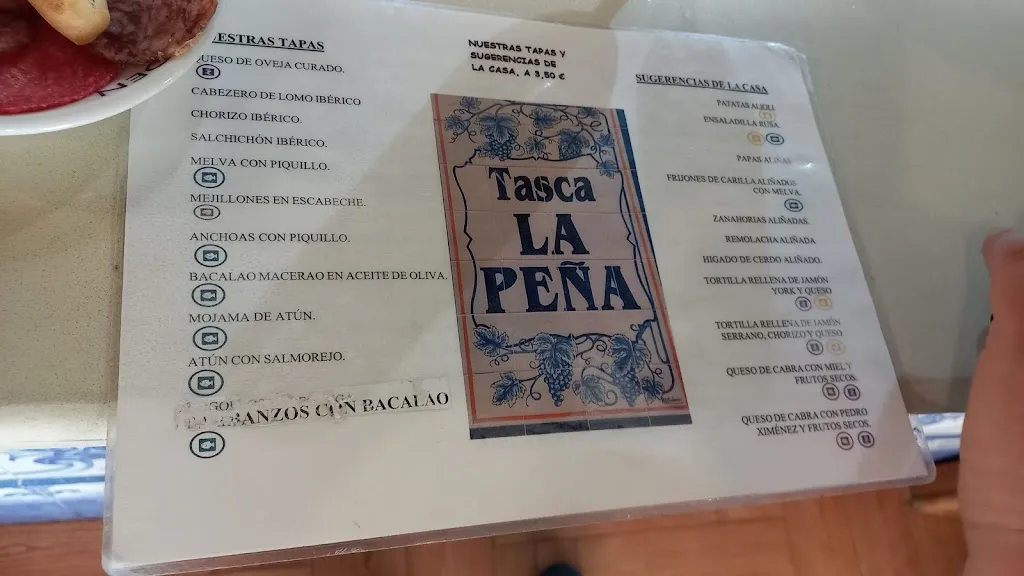 NUESTRAS TAPAS
QUESO DE OVEJA CURADO.
CABEZERO DE LOMO IBÉRICO
CHORIZO IBÉRICO.
SALCHICHÓN IBÉRICO.
MELVA CON PIQUILLO.
MEJILLONES EN ESCABECHE.
ANCHOAS CON PIQUILLO.
BACALAO MACERAO EN ACEITE DE OLIVA.
MOJAMA DE ATÚN.
ATÚN CON SALMOREJO.
CON BACALAO
NUESTRAS TAPAS Y
SUGERENCIAS DE
LA CASA, A 3,50 €
Tasca
LA
PEÑA
SUGERENCIAS DE LA CASA
PATATAS ALIOLI
ENSALADILLA RUSA
PAPAS ALIÑAS
FRIJONES DE CARILLA ALIÑADOS
CON MELVA.
ZANAHORIAS ALIÑADAS.
REMOLACHA ALIÑADA
HIGADO DE CERDO ALIÑADO.
TORTILLA RELLENA DE JAMÓN
YORK Y QUESO
TORTILLA RELLENA DE JAMÓN
SERRANO, CHORIZO Y QUESO
QUESO DE CABRA CON MIEL Y
FRUTOS SECOS.
QUESO DE CABRA CON PEDRO
XIMÉNEZ Y FRUTOS SECOS.